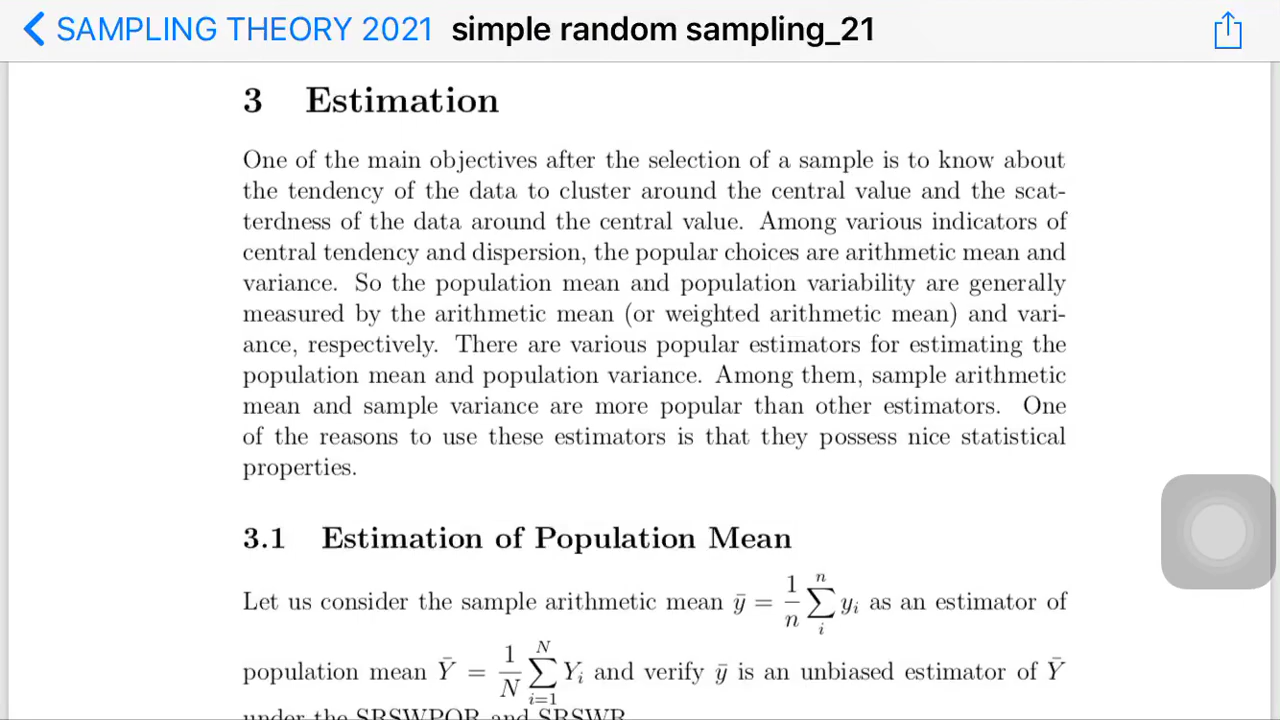 SAMPLING THEORY 2021 simple random sampling_21
3 Estimation
One of the main objectives after the selection of a sample is to know about
the tendency of the data to cluster around the central value and the scat-
terdness of the data around the central value. Among various indicators of
central tendency and dispersion, the popular choices are arithmetic mean and
variance. So the population mean and population variability are generally
measured by the arithmetic mean (or weighted arithmetic mean) and vari-
ance, respectively. There are various popular estimators for estimating the
population mean and population variance. Among them, sample arithmetic
mean and sample variance are more popular than other estimators. One
of the reasons to use these estimators is that they possess nice statistical
properties.
3.1 Estimation of Population Mean
Let us consider the sample arithmetic mean ȳ = 1/n ∑_i^n y_i as an estimator of
population mean Ȳ = 1/N ∑_{i=1}^N Y_i and verify ȳ is an unbiased estimator of Ȳ
under the SRSWPOR and SRSWR